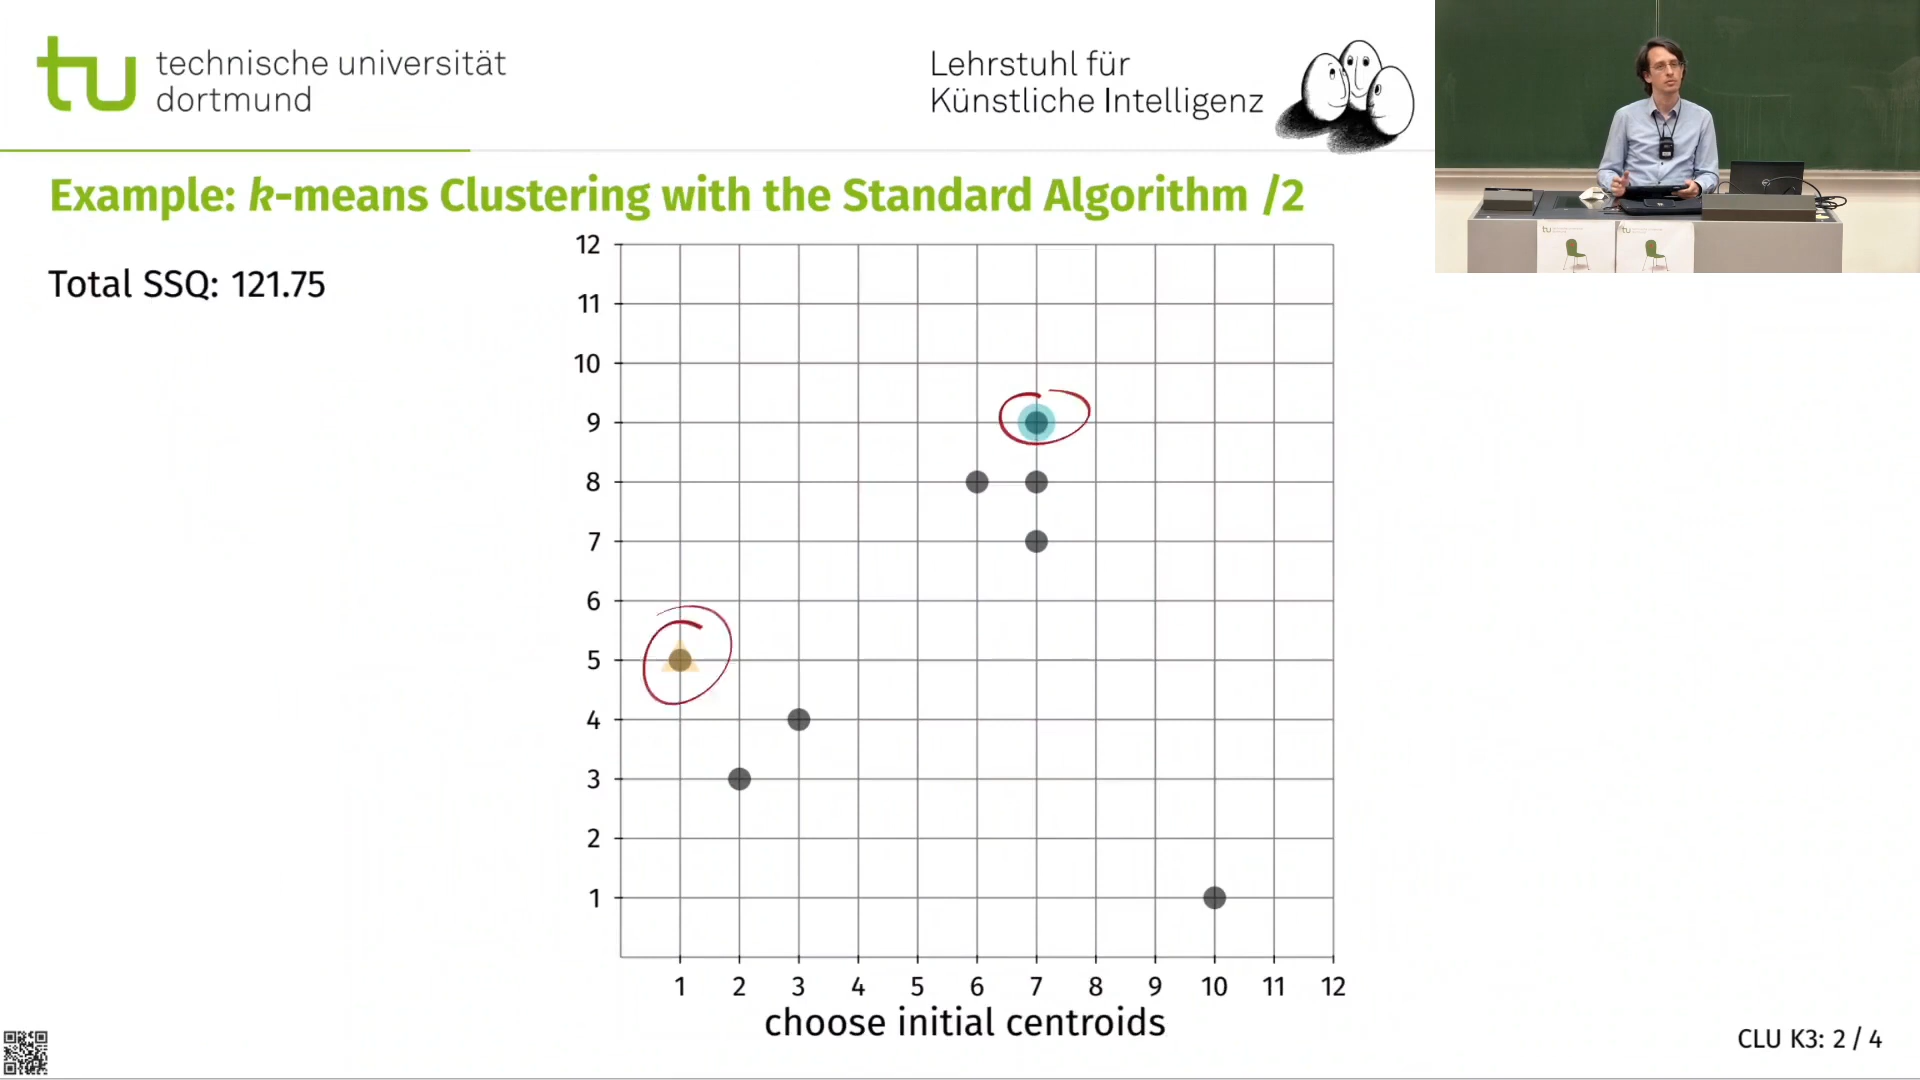 tu technische universität
dortmund
Lehrstuhl für
Künstliche Intelligenz
Example: k-means Clustering with the Standard Algorithm /2
Total SSQ: 121.75
12
11
10
9
8
7
6
5
4
3
2
1
1 2 3 4 5 6 7 8 9 10 11 12
choose initial centroids
CLU K3: 2 / 4